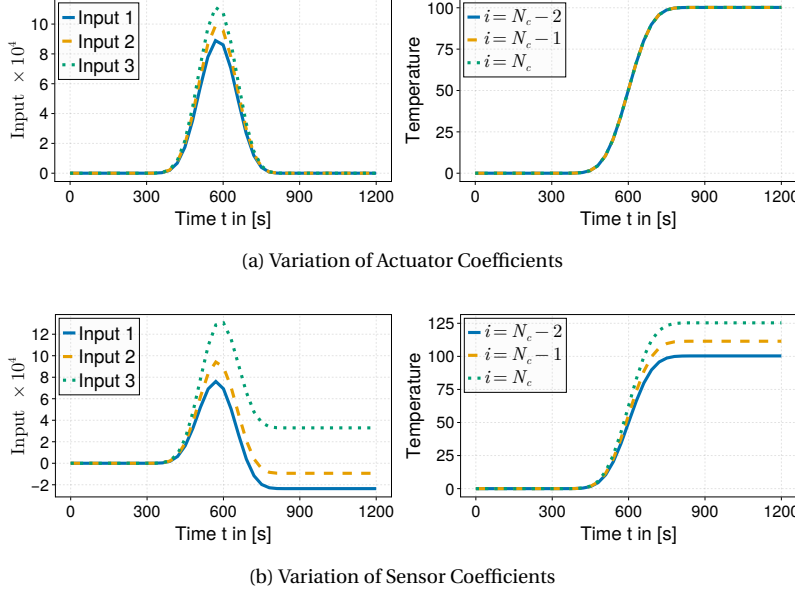 Input × 10⁴
10
8
6
4
2
0
Input 1
Input 2
Input 3
0 300 600 900 1200
Time t in [s]
Temperature
100
75
50
25
0
i = N_c − 2
i = N_c − 1
i = N_c
0 300 600 900 1200
Time t in [s]
(a) Variation of Actuator Coefficients
Input × 10⁴
12
10
8
6
4
2
0
−2
Input 1
Input 2
Input 3
0 300 600 900 1200
Time t in [s]
Temperature
125
100
75
50
25
0
i = N_c − 2
i = N_c − 1
i = N_c
0 300 600 900 1200
Time t in [s]
(b) Variation of Sensor Coefficients